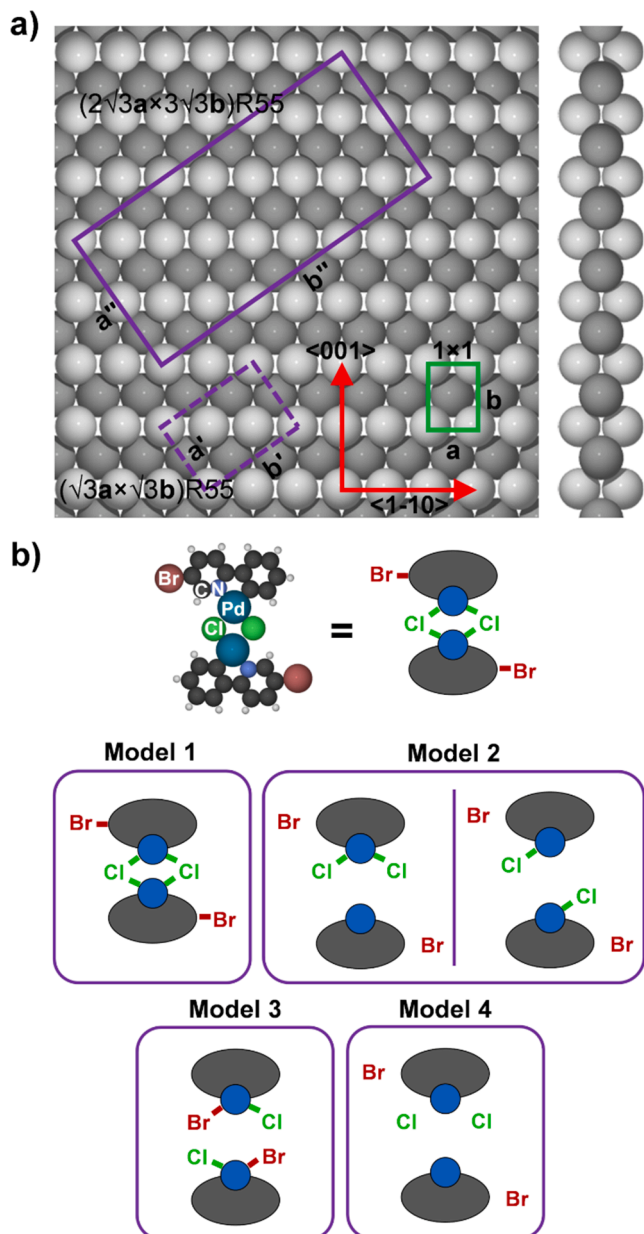 a)
(2√3a×3√3b)R55
a"
b"
<001>
1×1
b
a
a'
b'
(√3a×√3b)R55
<1-10>
b)
Br
C
N
Pd
Cl
=
Br
Cl
Cl
Br
Model 1
Model 2
Br
Cl
Cl
Br
Br
Cl
Cl
Br
Br
Cl
Cl
Br
Model 3
Model 4
Br
Cl
Cl
Br
Br
Cl
Cl
Br